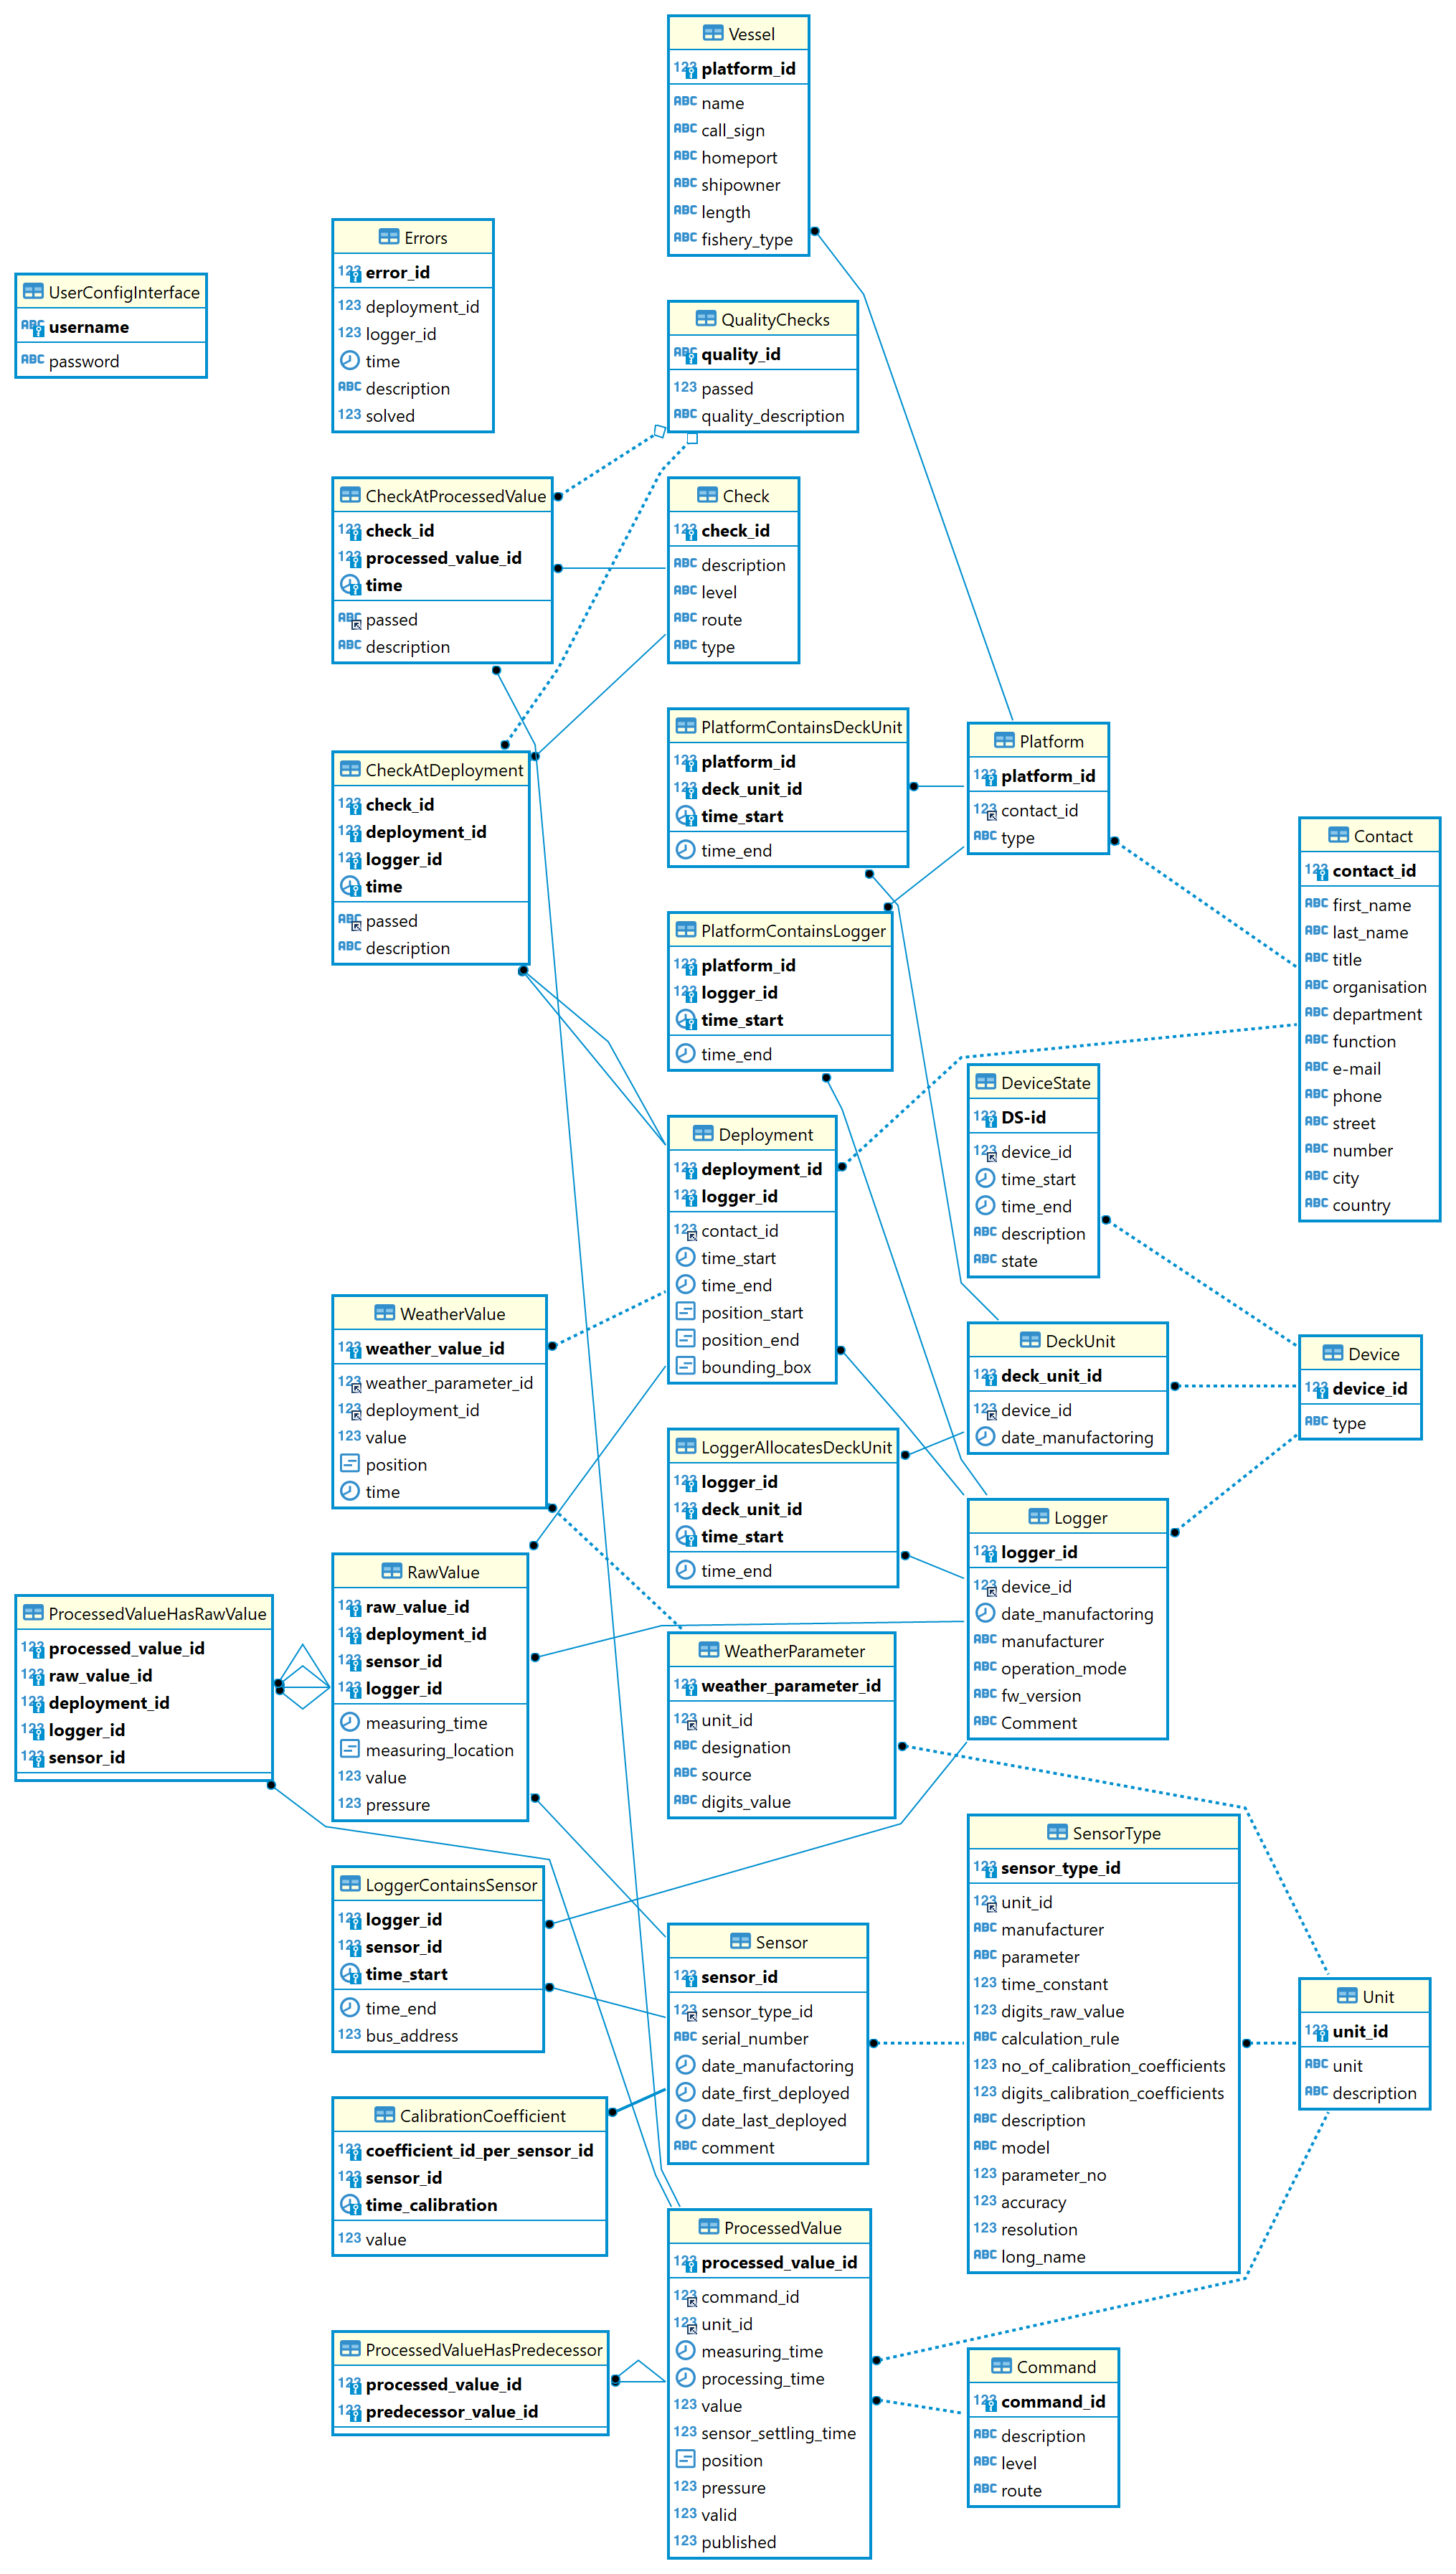 Vessel
123 platform_id
ABC name
ABC call_sign
ABC homeport
ABC shipowner
ABC length
ABC fishery_type
Errors
123 error_id
123 deployment_id
123 logger_id
time
ABC description
123 solved
UserConfigInterface
ABC username
ABC password
QualityChecks
ABC quality_id
123 passed
ABC quality_description
CheckAtProcessedValue
123 check_id
123 processed_value_id
time
ABC passed
ABC description
Check
123 check_id
ABC description
ABC level
ABC route
ABC type
CheckAtDeployment
123 check_id
123 deployment_id
123 logger_id
time
ABC passed
ABC description
PlatformContainsDeckUnit
123 platform_id
123 deck_unit_id
time_start
time_end
Platform
123 platform_id
123 contact_id
ABC type
PlatformContainsLogger
123 platform_id
123 logger_id
time_start
time_end
Contact
123 contact_id
ABC first_name
ABC last_name
ABC title
ABC organisation
ABC department
ABC function
ABC e-mail
ABC phone
ABC street
ABC number
ABC city
ABC country
DeviceState
123 DS-id
123 device_id
time_start
time_end
ABC description
ABC state
Deployment
123 deployment_id
123 logger_id
123 contact_id
time_start
time_end
position_start
position_end
bounding_box
WeatherValue
123 weather_value_id
123 weather_parameter_id
123 deployment_id
123 value
position
time
DeckUnit
123 deck_unit_id
123 device_id
date_manufactoring
Device
123 device_id
ABC type
LoggerAllocatesDeckUnit
123 logger_id
123 deck_unit_id
time_start
time_end
Logger
123 logger_id
123 device_id
date_manufactoring
ABC manufacturer
ABC operation_mode
ABC fw_version
ABC Comment
RawValue
123 raw_value_id
123 deployment_id
123 sensor_id
123 logger_id
measuring_time
measuring_location
123 value
123 pressure
ProcessedValueHasRawValue
123 processed_value_id
123 raw_value_id
123 deployment_id
123 logger_id
123 sensor_id
WeatherParameter
123 weather_parameter_id
123 unit_id
ABC designation
ABC source
ABC digits_value
SensorType
123 sensor_type_id
123 unit_id
ABC manufacturer
ABC parameter
123 time_constant
123 digits_raw_value
ABC calculation_rule
123 no_of_calibration_coefficients
123 digits_calibration_coefficients
ABC description
ABC model
123 parameter_no
123 accuracy
123 resolution
ABC long_name
LoggerContainsSensor
123 logger_id
123 sensor_id
time_start
time_end
123 bus_address
Sensor
123 sensor_id
123 sensor_type_id
ABC serial_number
date_manufactoring
date_first_deployed
date_last_deployed
ABC comment
Unit
123 unit_id
ABC unit
ABC description
CalibrationCoefficient
123 coefficient_id_per_sensor_id
123 sensor_id
time_calibration
123 value
ProcessedValue
123 processed_value_id
123 command_id
123 unit_id
measuring_time
processing_time
123 value
123 sensor_settling_time
position
123 pressure
123 valid
123 published
ProcessedValueHasPredecessor
123 processed_value_id
123 predecessor_value_id
Command
123 command_id
ABC description
ABC level
ABC route